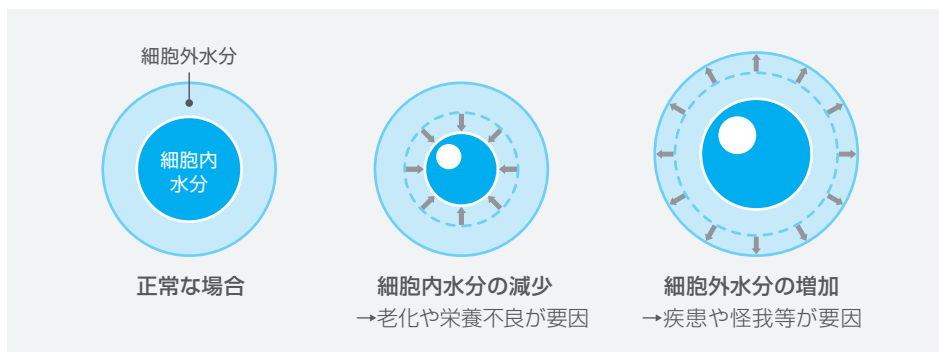 細胞外水分
細胞内
水分
正常な場合
細胞内水分の減少
→老化や栄養不良が要因
細胞外水分の増加
→疾患や怪我等が要因